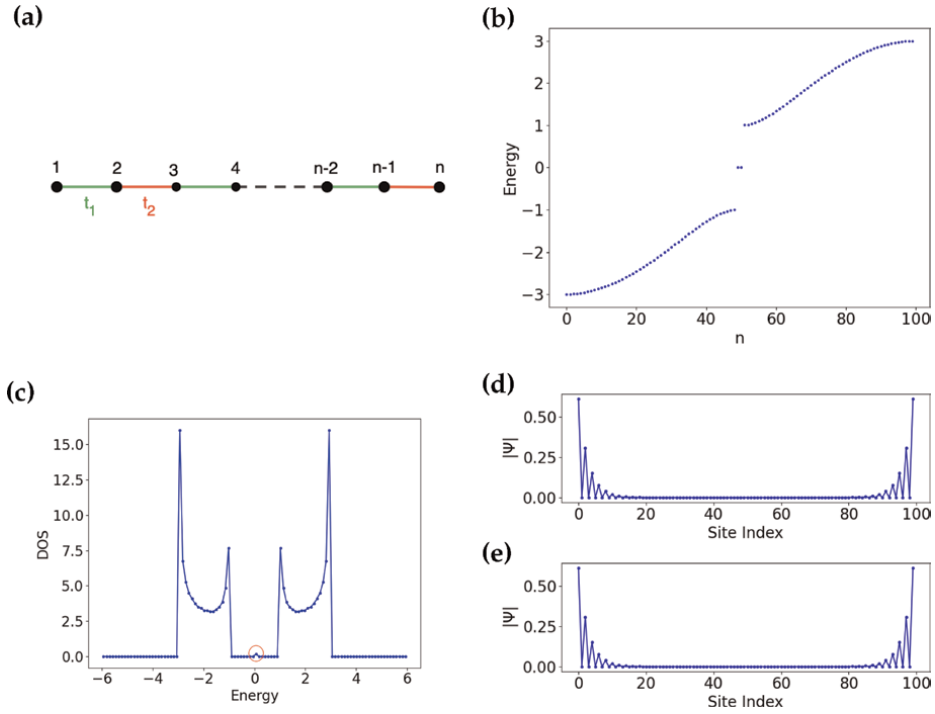 (a)
1 2 3 4 n-2 n-1 n
t1 t2
(b)
3
2
1
0
−1
−2
−3
Energy
0 20 40 60 80 100
n
(c)
15.0
12.5
10.0
7.5
5.0
2.5
0.0
DOS
−6 −4 −2 0 2 4 6
Energy
(d)
0.50
0.25
0.00
|Ψ|
0 20 40 60 80 100
Site Index
(e)
0.50
0.25
0.00
|Ψ|
0 20 40 60 80 100
Site Index